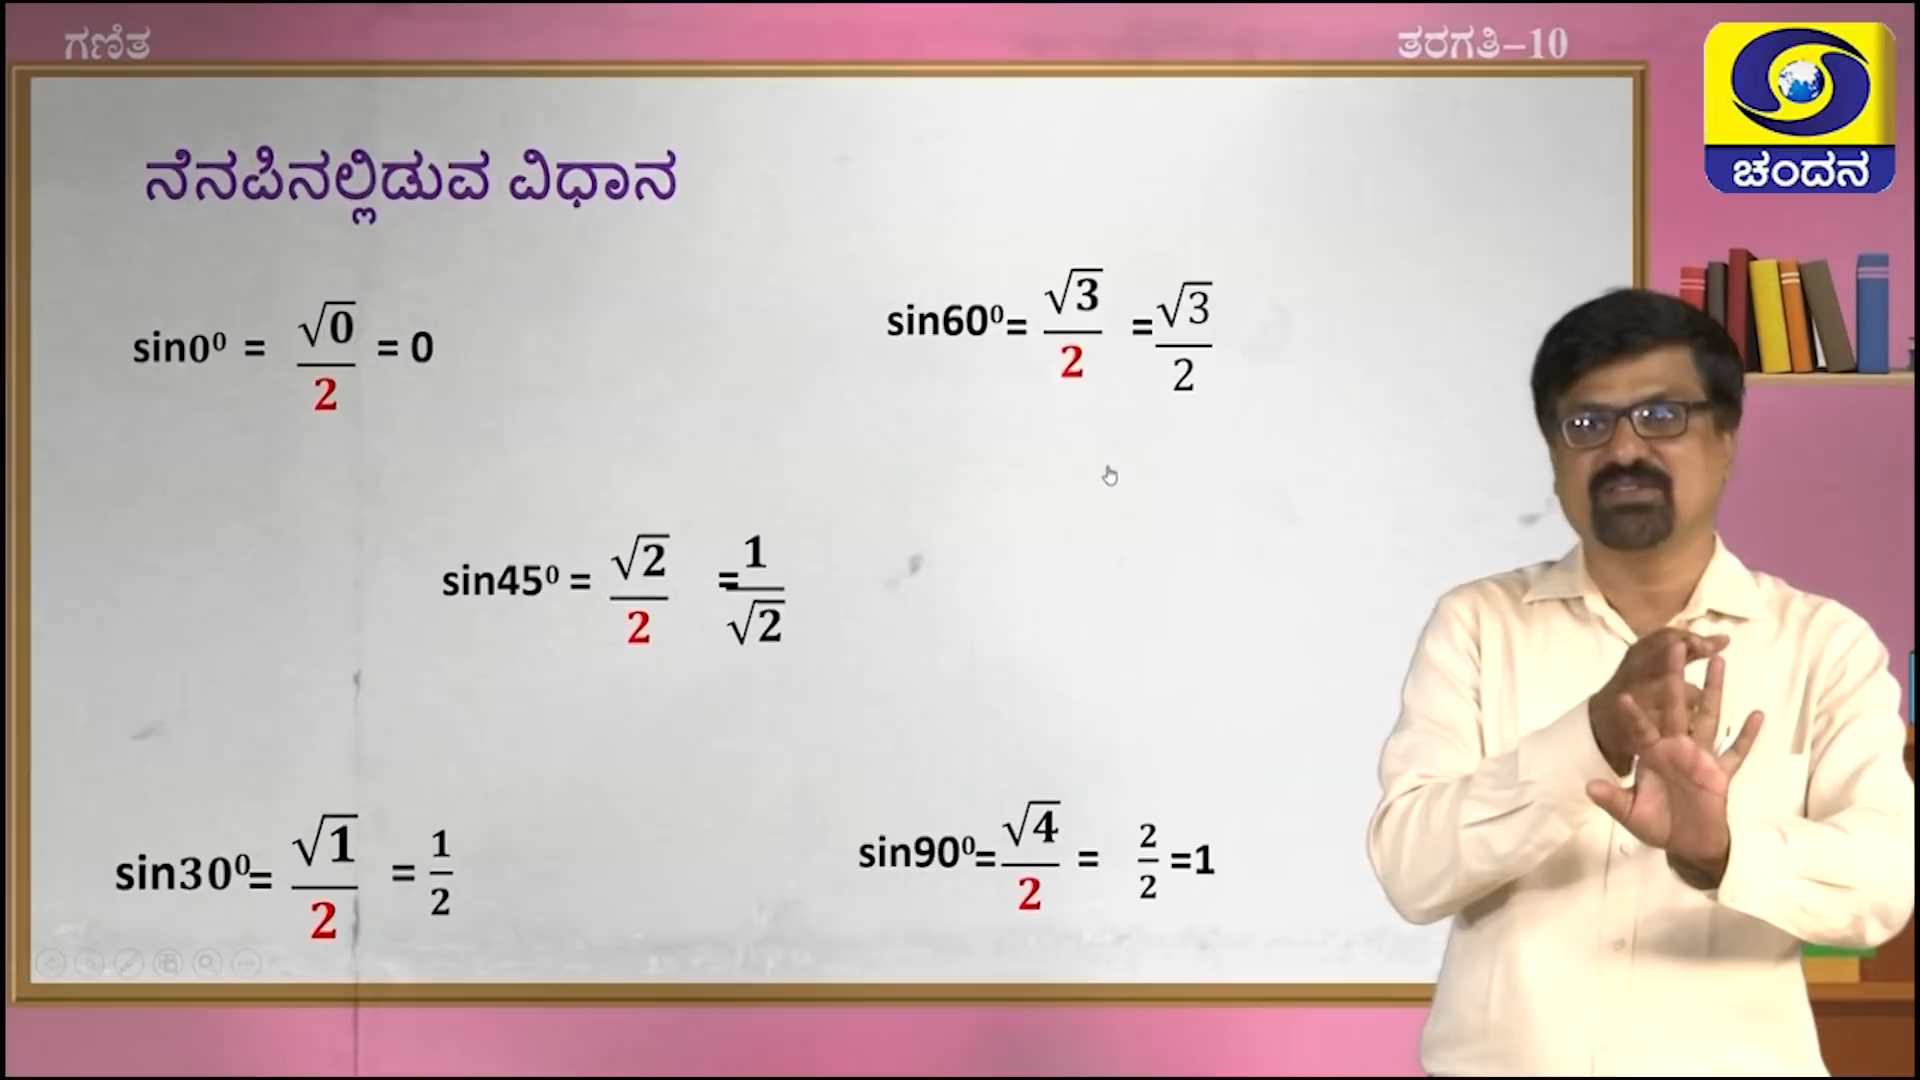 ಗಣಿತ
ತರಗತಿ–10
ಚಂದನ
ನೆನಪಿನಲ್ಲಿಡುವ ವಿಧಾನ
sin0⁰ = √0/2 = 0
sin60⁰= √3/2 =√3/2
sin45⁰ = √2/2 =1/√2
sin30⁰= √1/2 = 1/2
sin90⁰=√4/2 = 2/2 =1